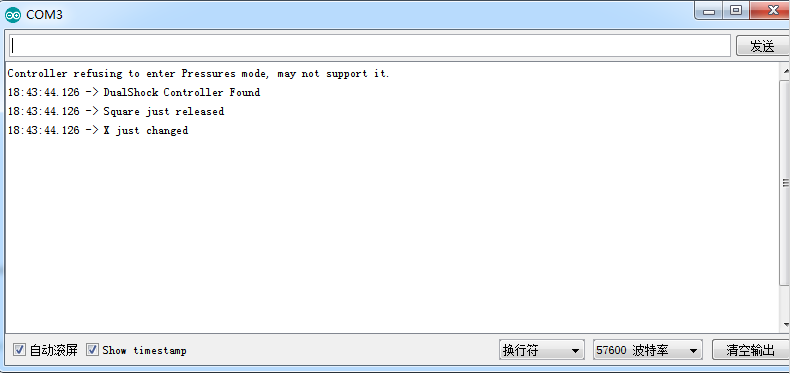 COM3
发送
Controller refusing to enter Pressures mode, may not support it.
18:43:44.126 -> DualShock Controller Found
18:43:44.126 -> Square just released
18:43:44.126 -> X just changed
自动滚屏 Show timestamp 换行符 57600 波特率 清空输出